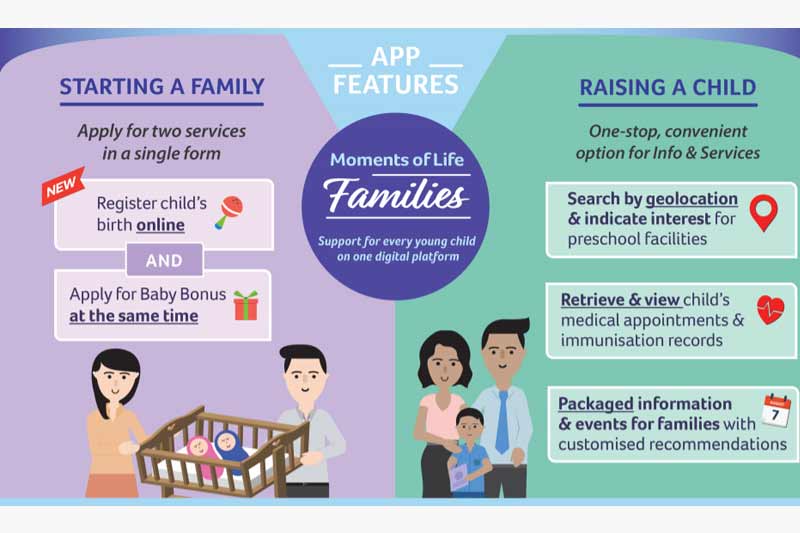 APP
FEATURES
STARTING A FAMILY
Apply for two services
in a single form
NEW
Register child's
birth online
AND
Apply for Baby Bonus
at the same time
Moments of Life
Families
Support for every young child
on one digital platform
RAISING A CHILD
One-stop, convenient
option for Info & Services
Search by geolocation
& indicate interest for
preschool facilities
Retrieve & view child's
medical appointments &
immunisation records
Packaged information
& events for families with
customised recommendations
7